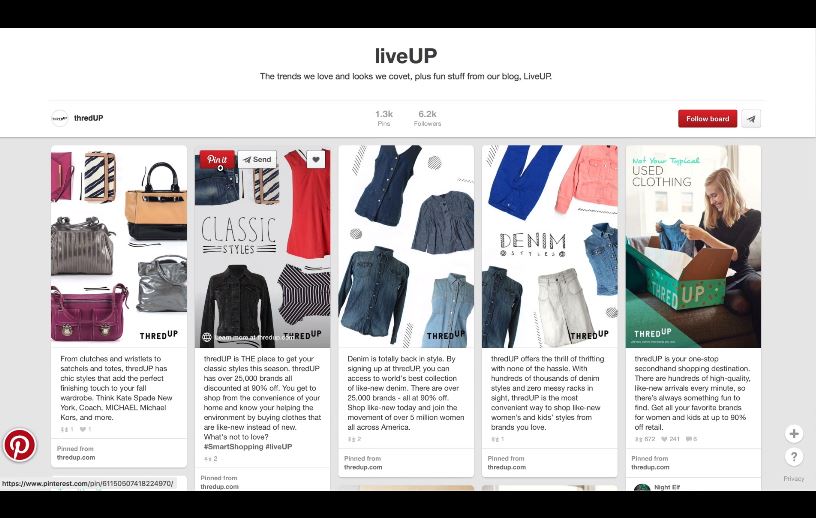 liveUP
The trends we love and looks we covet, plus fun stuff from our blog, LiveUP.
thredUP
1.3k
Pins
6.2k
Followers
Follow board
THREDUP
From clutches and wristlets to
satchels and totes, thredUP has
chic styles that add the perfect
finishing touch to your fall
wardrobe. Think Kate Spade New
York, Coach, MICHAEL Michael
Kors, and more.
1 1
Pinned from
thredup.com
Pin it
Send
CLASSIC
STYLES
Learn more at thredup.com
thredUP is THE place to get your
classic styles this season. thredUP
has over 25,000 brands all
discounted at 90% off. You get to
shop from the convenience of your
home and know your helping the
environment by buying clothes that
are like-new instead of new.
What's not to love?
#SmartShopping #liveUP
2
Pinned from
thredup.com
THREDUP
Denim is totally back in style. By
signing up at thredUP, you can
access to world's best collection
of like-new denim. There are over
25,000 brands - all at 90% off.
Shop like-new today and join the
movement of over 5 million women
all across America.
2
Pinned from
thredup.com
DENIM
STYLES
THREDUP
thredUP offers the thrill of thrifting
with none of the hassle. With
hundreds of thousands of denim
styles and zero messy racks in
sight, thredUP is the most
convenient way to shop like-new
women's and kids' styles from
brands you love.
1
Pinned from
thredup.com
Not Your Typical
USED
CLOTHING
THRED UP
THREDUP
thredUP is your one-stop
secondhand shopping destination.
There are hundreds of high-quality,
like-new arrivals every minute, so
there's always something fun to
find. Get all your favorite brands
for women and kids at up to 90%
off retail.
672 241 6
Pinned from
thredup.com
Night Elf
+
?
Privacy
https://www.pinterest.com/pin/61150507418224970/